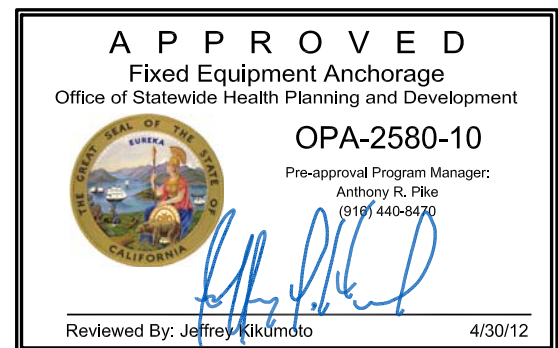 A P P R O V E D
Fixed Equipment Anchorage
Office of Statewide Health Planning and Development
THE GREAT SEAL OF THE STATE OF CALIFORNIA
EUREKA
OPA-2580-10
Pre-approval Program Manager:
Anthony R. Pike
(916) 440-8470
Reviewed By: Jeffrey Kikumoto 4/30/12